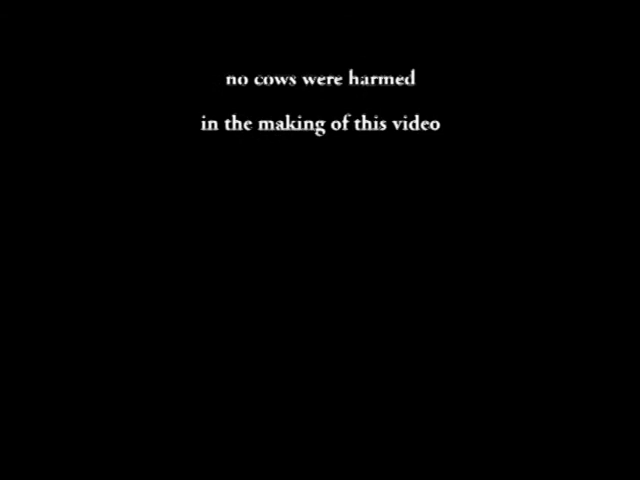 no cows were harmed
in the making of this video